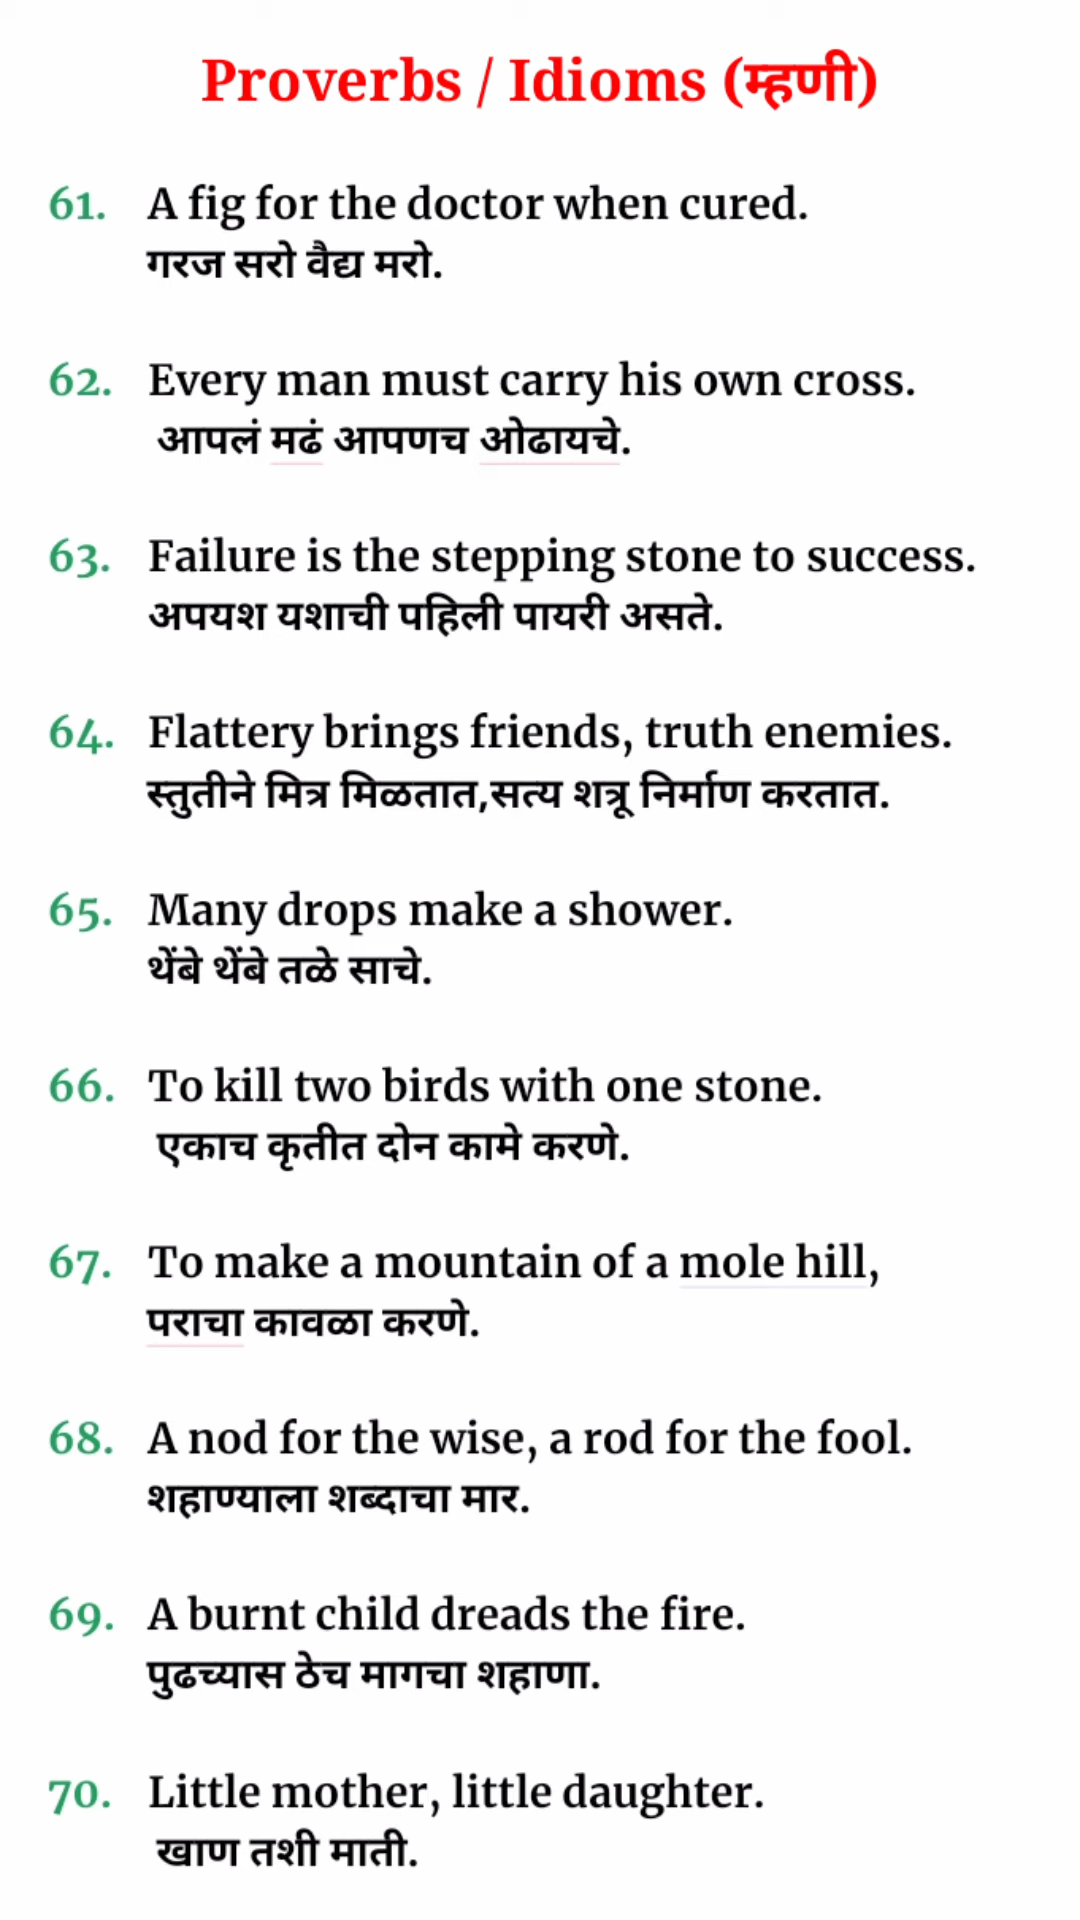 Proverbs / Idioms (म्हणी)
61. A fig for the doctor when cured.
गरज सरो वैद्य मरो.
62. Every man must carry his own cross.
आपलं मढं आपणच ओढायचे.
63. Failure is the stepping stone to success.
अपयश यशाची पहिली पायरी असते.
64. Flattery brings friends, truth enemies.
स्तुतीने मित्र मिळतात,सत्य शत्रू निर्माण करतात.
65. Many drops make a shower.
थेंबे थेंबे तळे साचे.
66. To kill two birds with one stone.
एकाच कृतीत दोन कामे करणे.
67. To make a mountain of a mole hill,
पराचा कावळा करणे.
68. A nod for the wise, a rod for the fool.
शहाण्याला शब्दाचा मार.
69. A burnt child dreads the fire.
पुढच्यास ठेच मागचा शहाणा.
70. Little mother, little daughter.
खाण तशी माती.